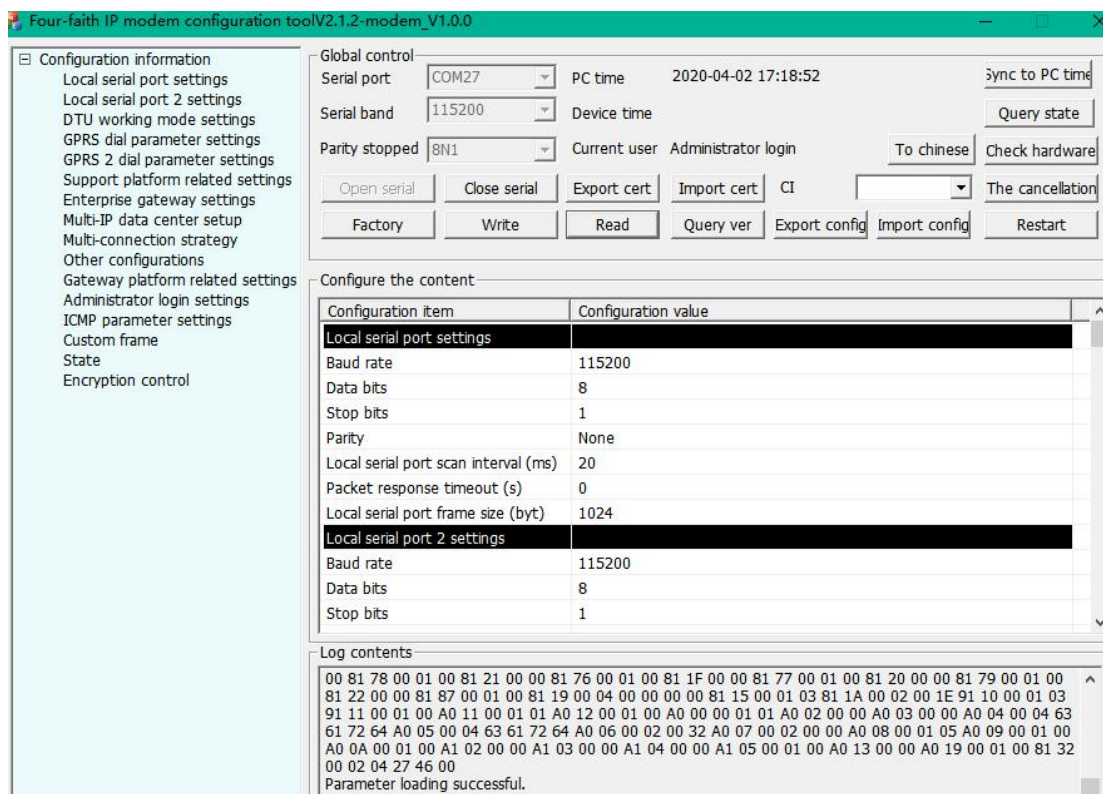 Four-faith IP modem configuration toolV2.1.2-modem_V1.0.0
Configuration information
Local serial port settings
Local serial port 2 settings
DTU working mode settings
GPRS dial parameter settings
GPRS 2 dial parameter settings
Support platform related settings
Enterprise gateway settings
Multi-IP data center setup
Multi-connection strategy
Other configurations
Gateway platform related settings
Administrator login settings
ICMP parameter settings
Custom frame
State
Encryption control
Global control
Serial port COM27 PC time 2020-04-02 17:18:52 Sync to PC time
Serial band 115200 Device time Query state
Parity stopped 8N1 Current user Administrator login To chinese Check hardware
Open serial Close serial Export cert Import cert CI The cancellation
Factory Write Read Query ver Export config Import config Restart
Configure the content
Configuration item Configuration value
Local serial port settings
Baud rate 115200
Data bits 8
Stop bits 1
Parity None
Local serial port scan interval (ms) 20
Packet response timeout (s) 0
Local serial port frame size (byt) 1024
Local serial port 2 settings
Baud rate 115200
Data bits 8
Stop bits 1
Log contents
00 81 78 00 01 00 81 21 00 00 81 76 00 01 00 81 1F 00 00 81 77 00 01 00 81 20 00 00 81 79 00 01 00
81 22 00 00 81 87 00 01 00 81 19 00 04 00 00 00 00 81 15 00 01 03 81 1A 00 02 00 1E 91 10 00 01 03
91 11 00 01 00 A0 11 00 01 01 A0 12 00 01 00 A0 00 00 01 01 A0 02 00 00 A0 03 00 00 A0 04 00 04 63
61 72 64 A0 05 00 04 63 61 72 64 A0 06 00 02 00 32 A0 07 00 02 00 00 A0 08 00 01 05 A0 09 00 01 00
A0 0A 00 01 00 A1 02 00 00 A1 03 00 00 A1 04 00 00 A1 05 00 01 00 A0 13 00 00 A0 19 00 01 00 81 32
00 02 04 27 46 00
Parameter loading successful.